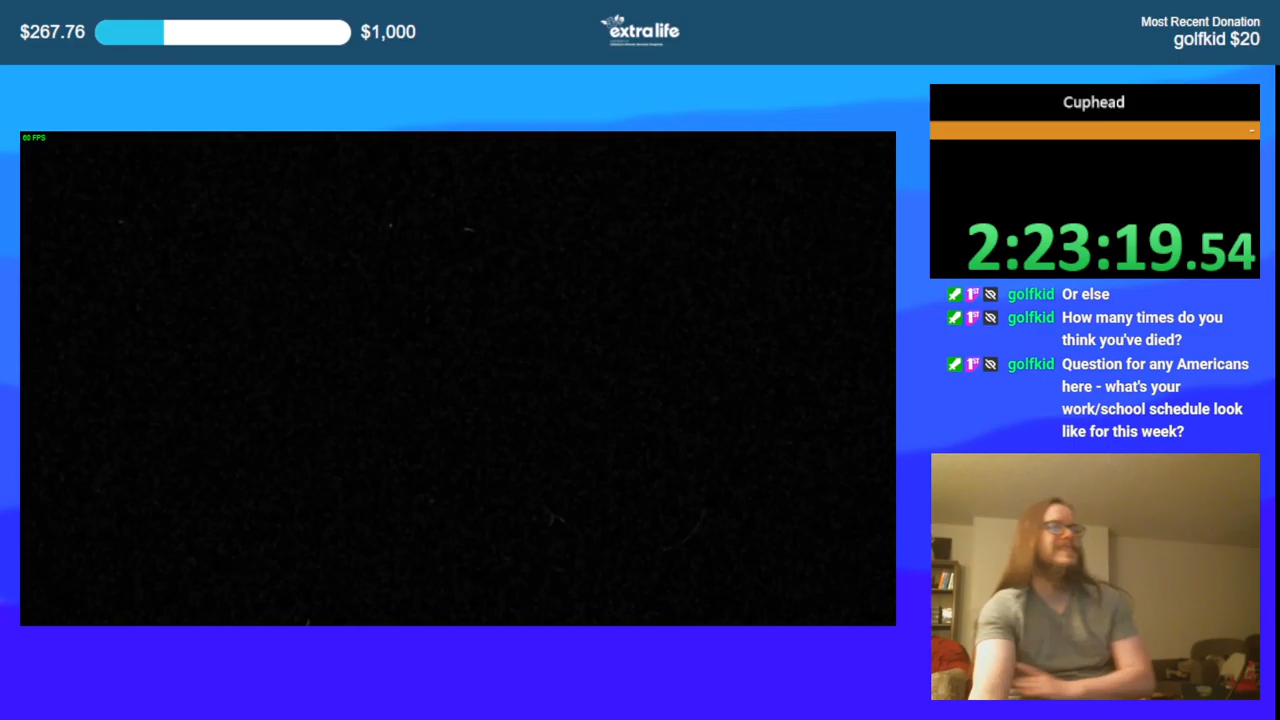 $267.76
$1,000
extra life
Most Recent Donation
golfkid $20
60 FPS
Cuphead
-
2:23:19.54
golfkid Or else
golfkid How many times do you
think you've died?
golfkid Question for any Americans
here - what's your
work/school schedule look
like for this week?